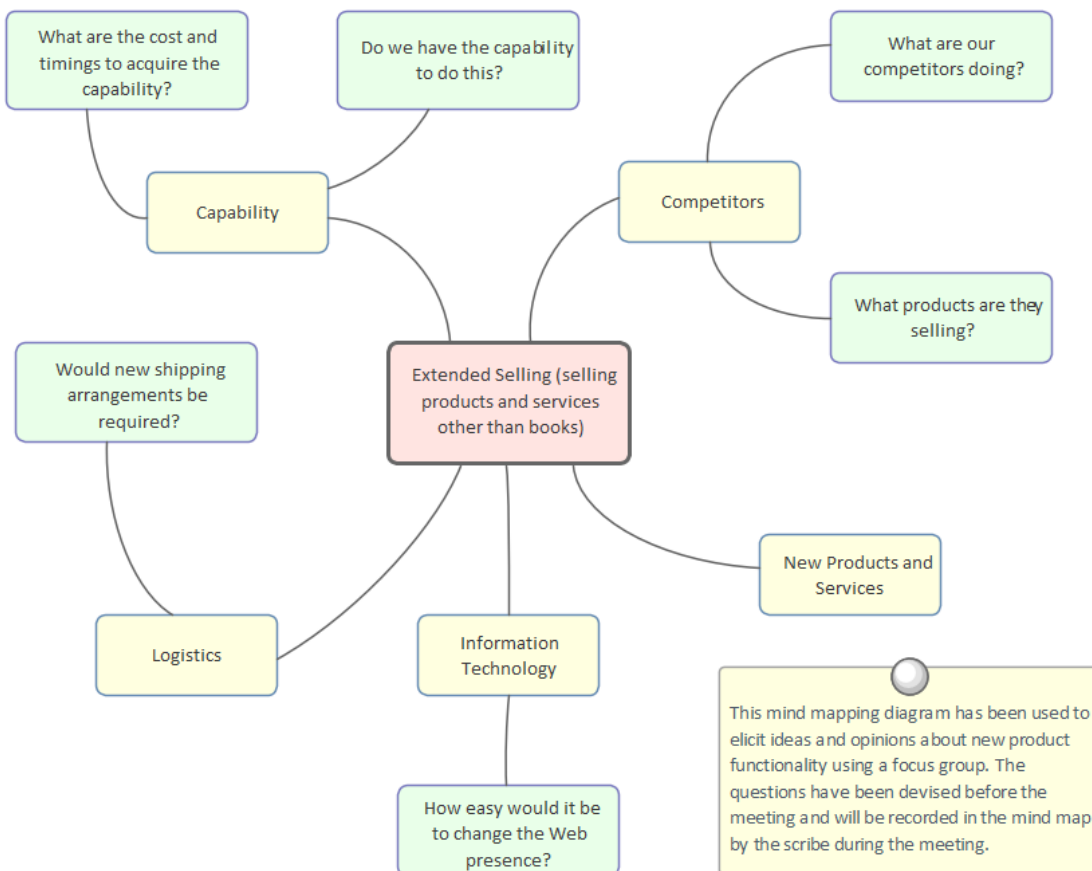 What are the cost and
timings to acquire the
capability?
Do we have the capability
to do this?
What are our
competitors doing?
Capability
Competitors
What products are they
selling?
Extended Selling (selling
products and services
other than books)
Would new shipping
arrangements be
required?
New Products and
Services
Logistics
Information
Technology
How easy would it be
to change the Web
presence?
This mind mapping diagram has been used to
elicit ideas and opinions about new product
functionality using a focus group. The
questions have been devised before the
meeting and will be recorded in the mind map
by the scribe during the meeting.